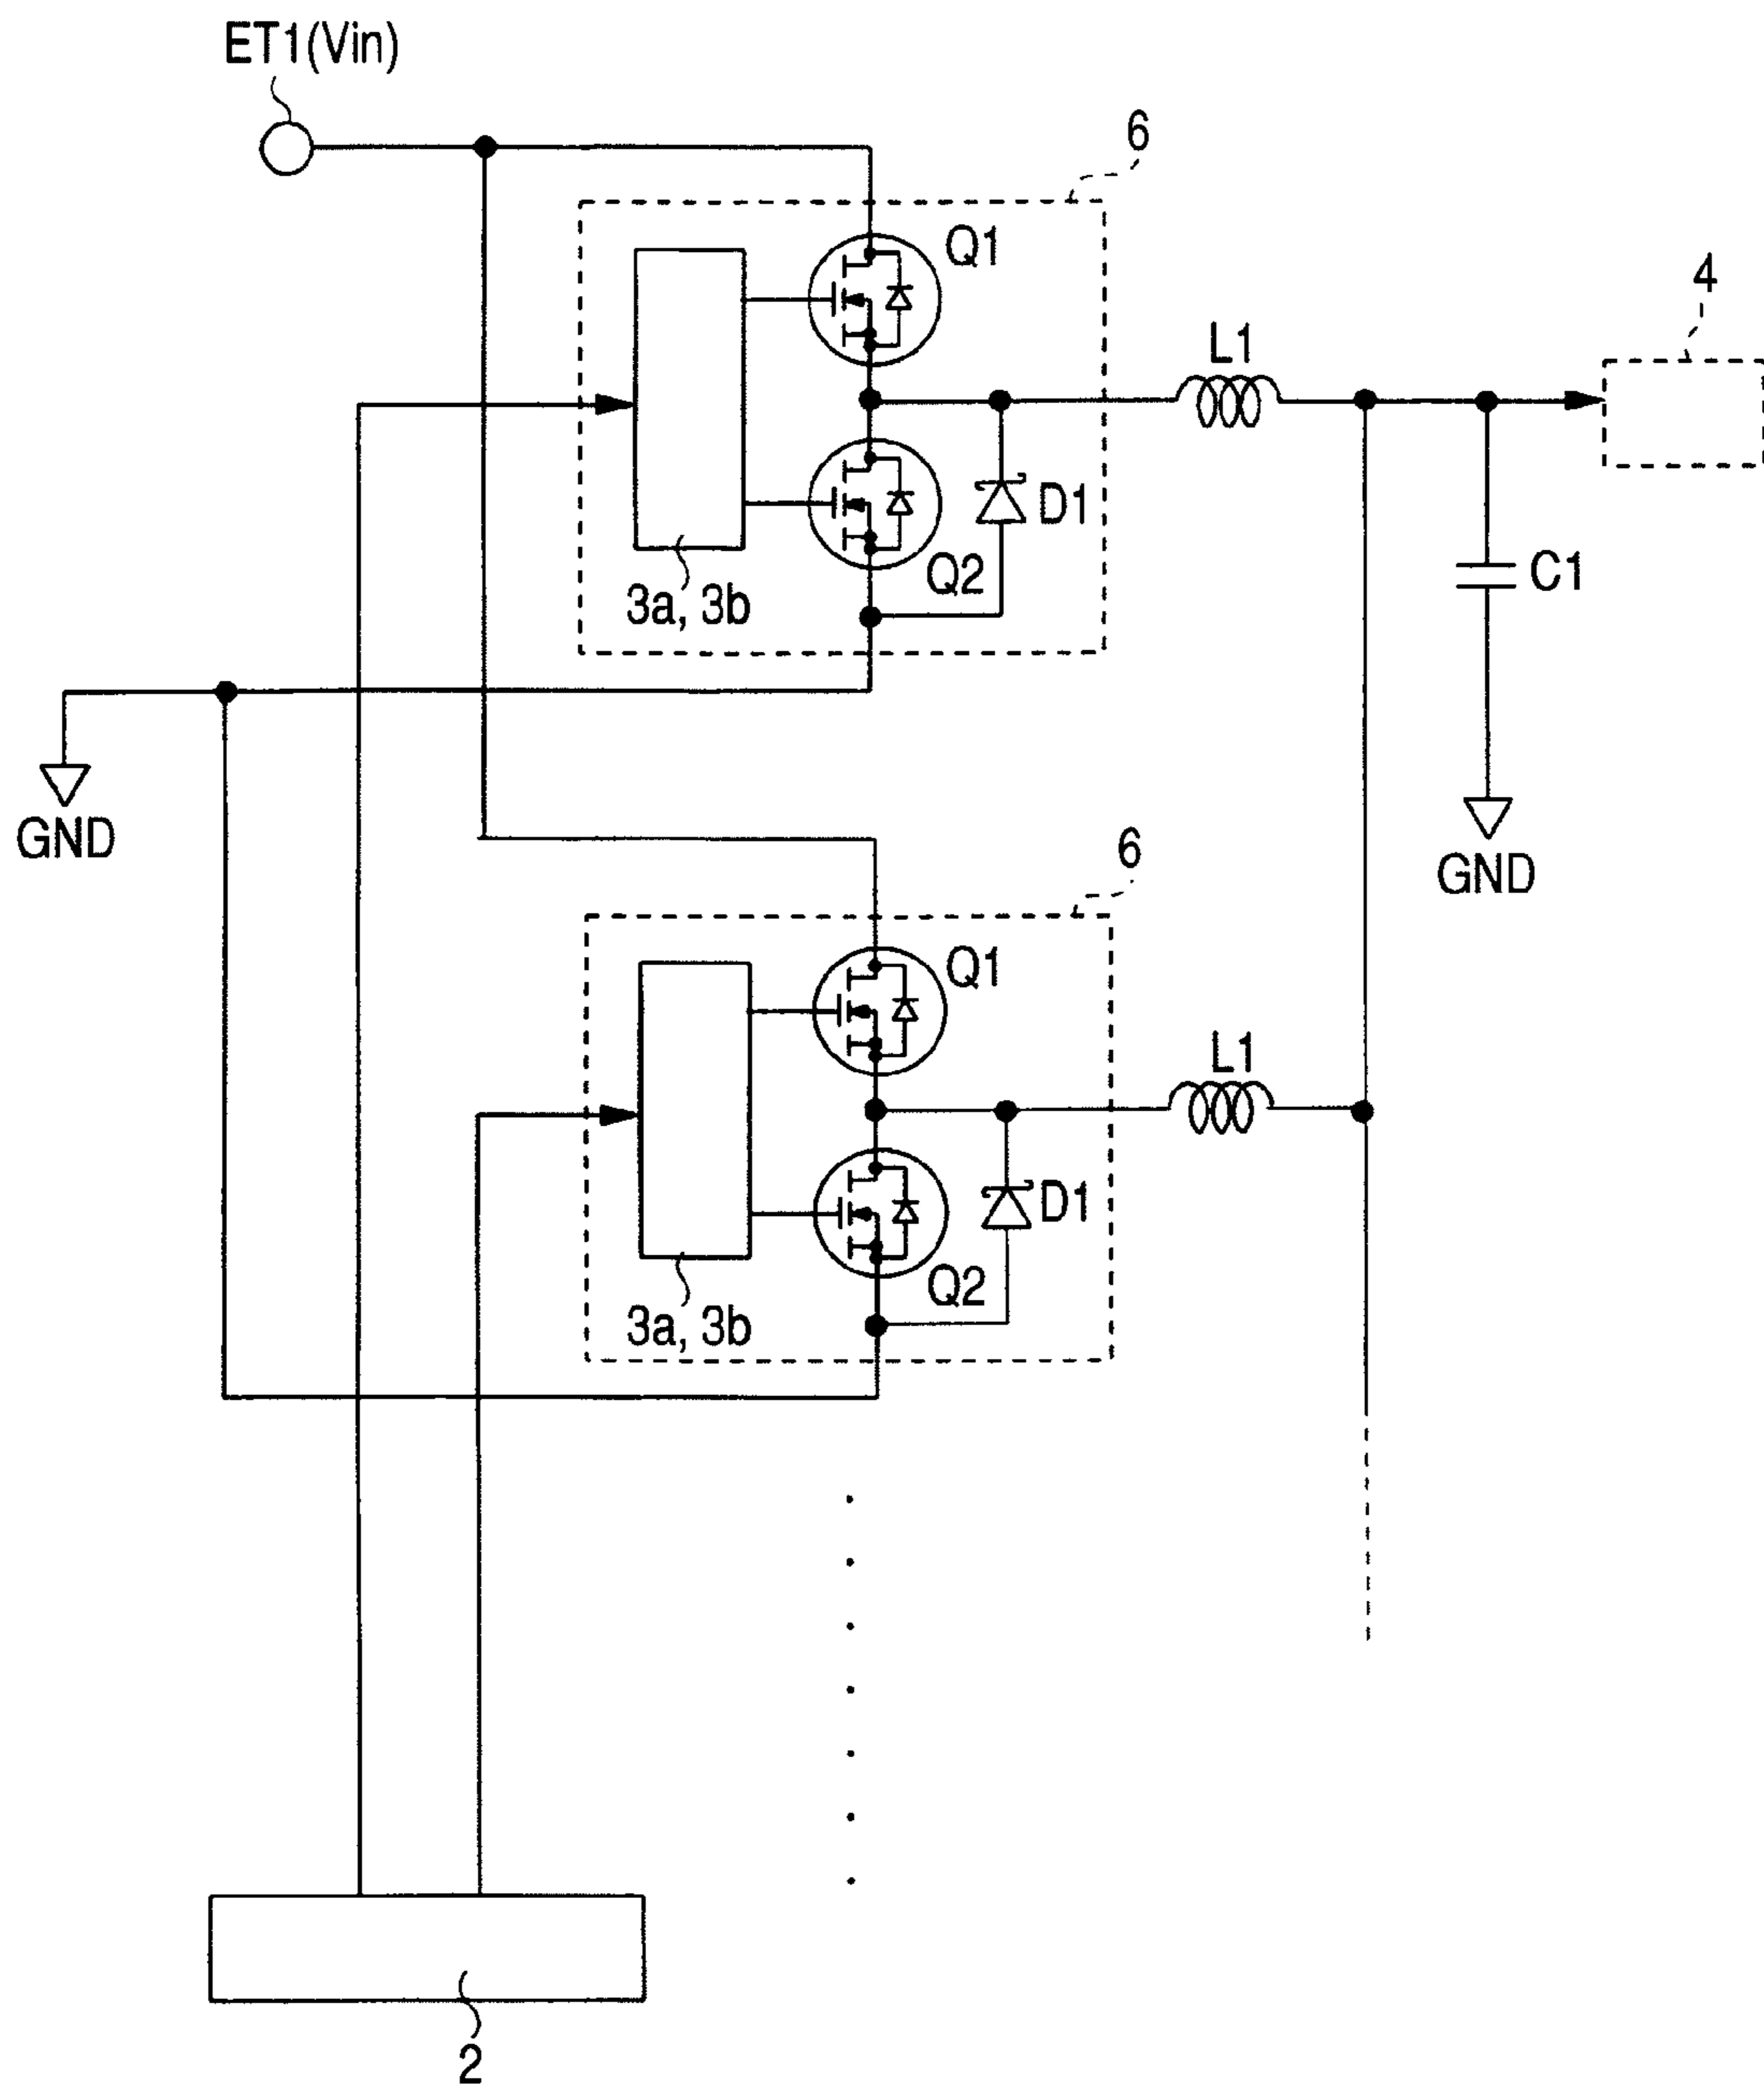 ET1(Vin)
6
Q1
4
L1
D1
Q2
3a, 3b
C1
GND
GND
6
Q1
L1
D1
Q2
3a, 3b
2